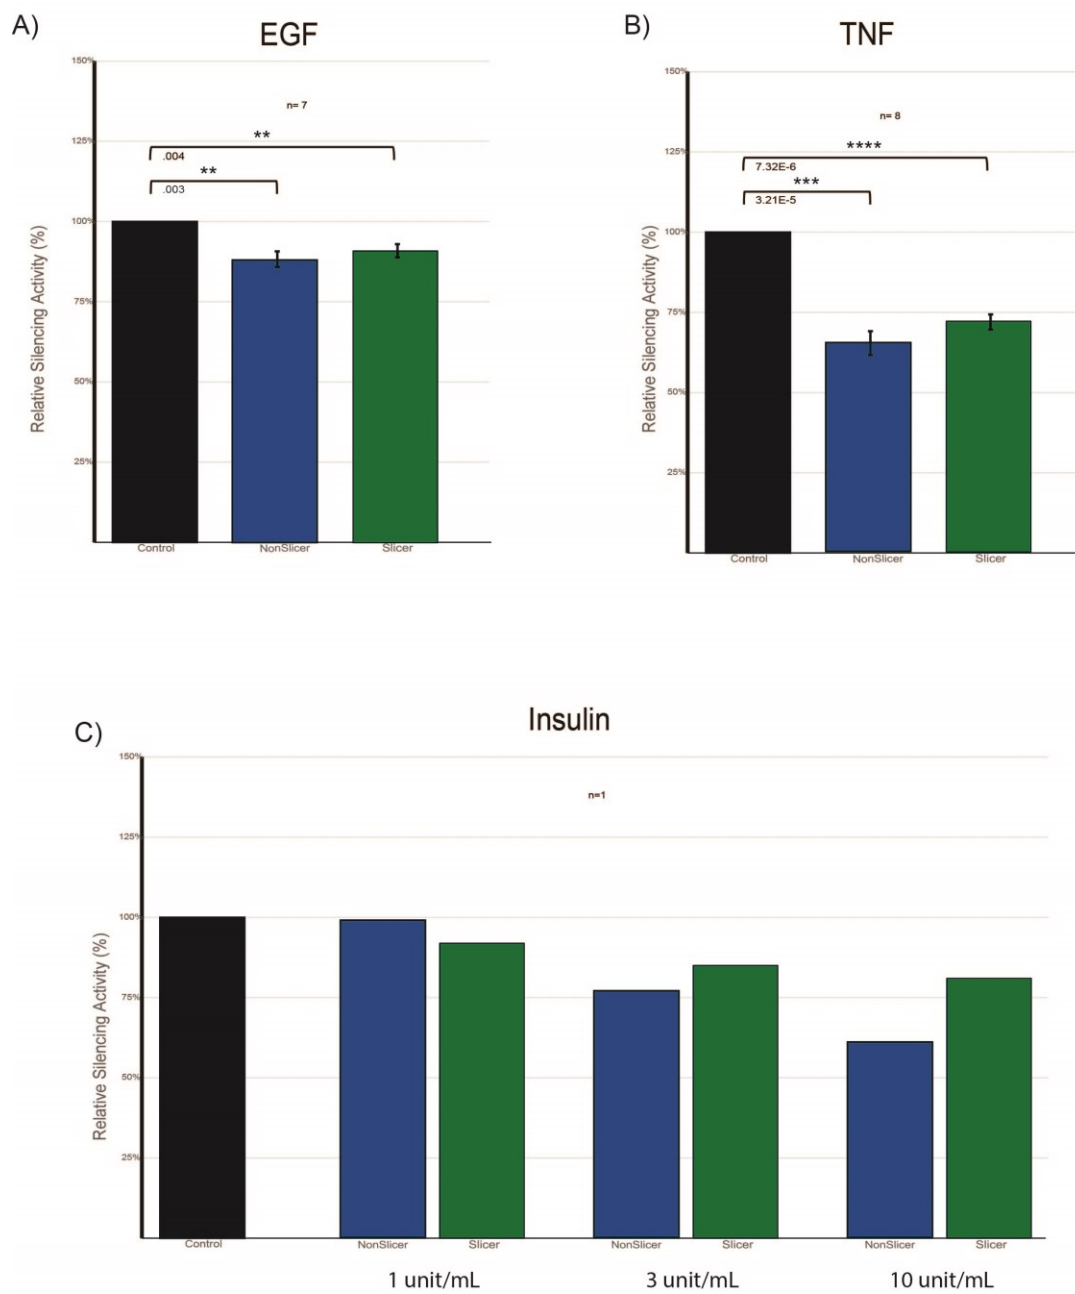 A)
EGF
150%
n= 7
125%
**
.004
**
.003
100%
Relative Silencing Activity (%)
75%
50%
25%
Control
NonSlicer
Slicer
B)
TNF
150%
n= 8
125%
****
7.32E-6
***
3.21E-5
100%
Relative Silencing Activity (%)
75%
50%
25%
Control
NonSlicer
Slicer
C)
Insulin
150%
n=1
125%
100%
Relative Silencing Activity (%)
75%
50%
25%
Control
NonSlicer
Slicer
NonSlicer
Slicer
NonSlicer
Slicer
1 unit/mL
3 unit/mL
10 unit/mL